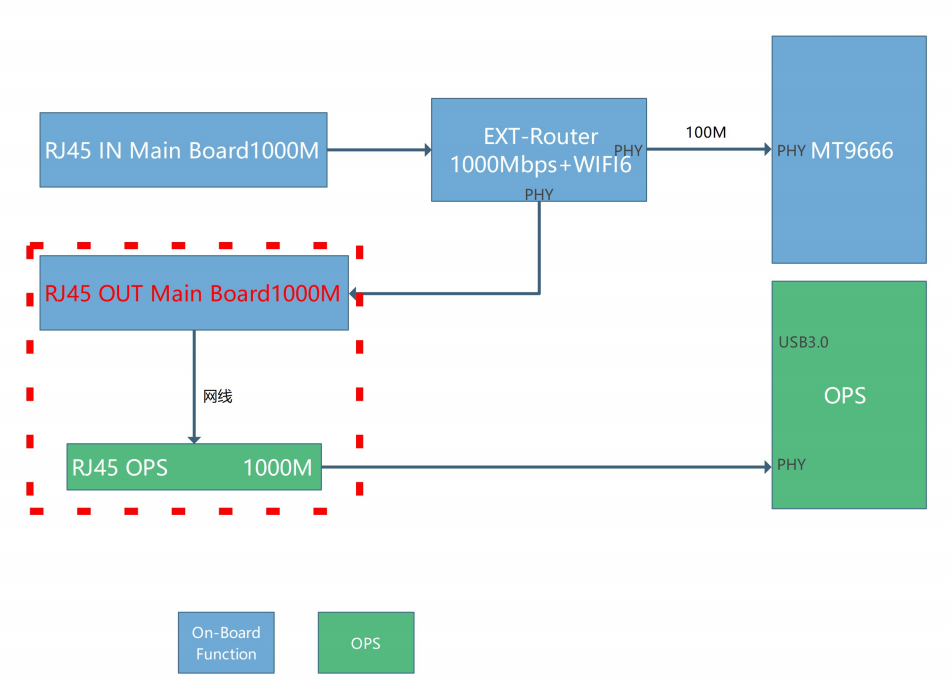 RJ45 IN Main Board1000M
EXT-Router
1000Mbps+WIFI6
PHY
PHY
100M
PHY MT9666
RJ45 OUT Main Board1000M
网线
RJ45 OPS 1000M
USB3.0
OPS
PHY
On-Board
Function
OPS